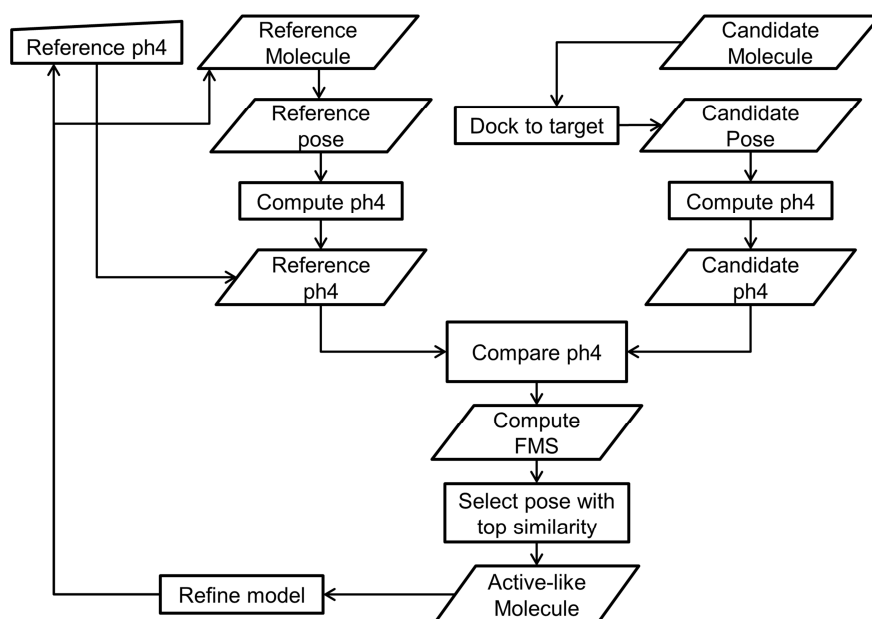 Reference ph4
Reference
Molecule
Candidate
Molecule
Reference
pose
Dock to target
Candidate
Pose
Compute ph4
Compute ph4
Reference
ph4
Candidate
ph4
Compare ph4
Compute
FMS
Select pose with
top similarity
Refine model
Active-like
Molecule